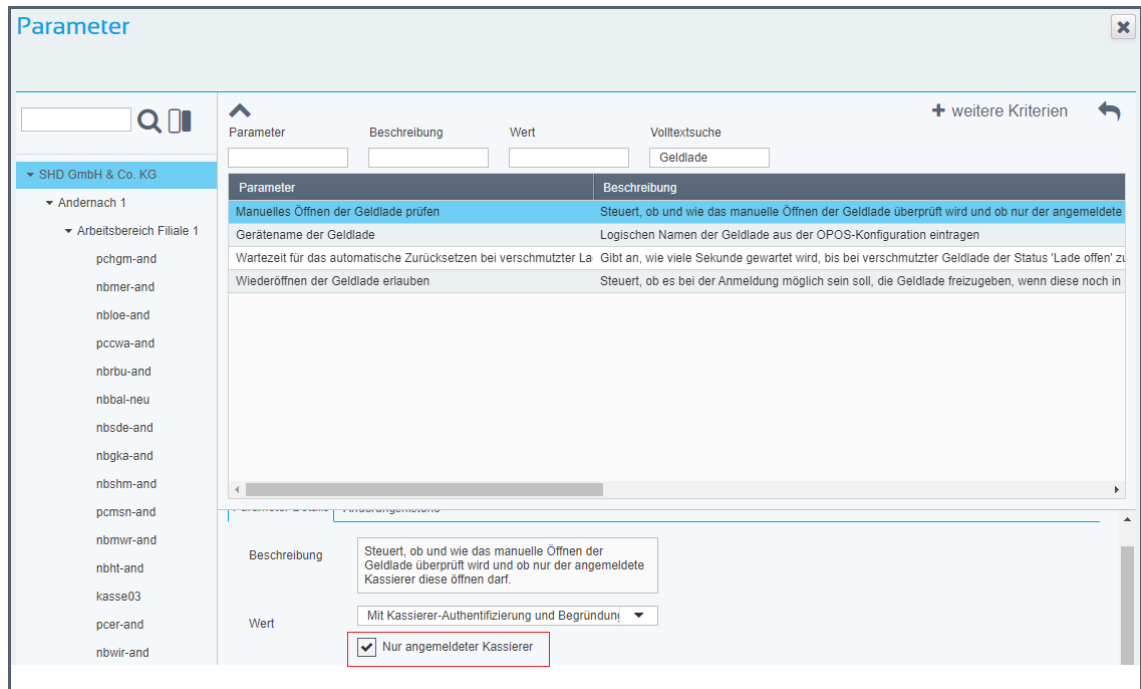 Parameter
weitere Kriterien
Parameter Beschreibung Wert Volltextsuche
Geldlade
SHD GmbH & Co. KG
Andernach 1
Arbeitsbereich Filiale 1
pchgm-and
nbmer-and
nbloe-and
pccwa-and
nbrbu-and
nbbal-neu
nbsde-and
nbgka-and
nbshm-and
pcmsn-and
nbmwr-and
nbht-and
kasse03
pcer-and
nbwir-and
Parameter Beschreibung
Manuelles Öffnen der Geldlade prüfen Steuert, ob und wie das manuelle Öffnen der Geldlade überprüft wird und ob nur der angemeldete
Gerätename der Geldlade Logischen Namen der Geldlade aus der OPOS-Konfiguration eintragen
Wartezeit für das automatische Zurücksetzen bei verschmutzter La Gibt an, wie viele Sekunde gewartet wird, bis bei verschmutzter Geldlade der Status 'Lade offen' zu
Wiederöffnen der Geldlade erlauben Steuert, ob es bei der Anmeldung möglich sein soll, die Geldlade freizugeben, wenn diese noch in
Parameter Details Änderungshistorie
Beschreibung
Steuert, ob und wie das manuelle Öffnen der
Geldlade überprüft wird und ob nur der angemeldete
Kassierer diese öffnen darf.
Wert
Mit Kassierer-Authentifizierung und Begründung
Nur angemeldeter Kassierer